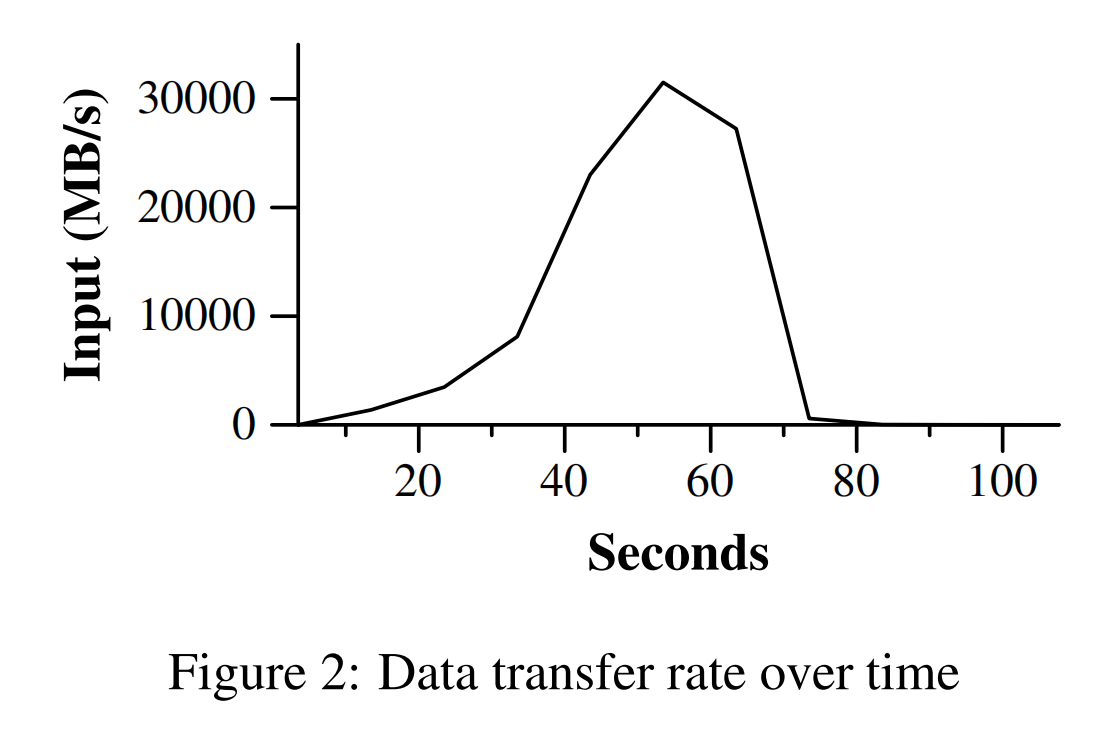 Input (MB/s)
30000
20000
10000
0
20 40 60 80 100
Seconds
Figure 2: Data transfer rate over time